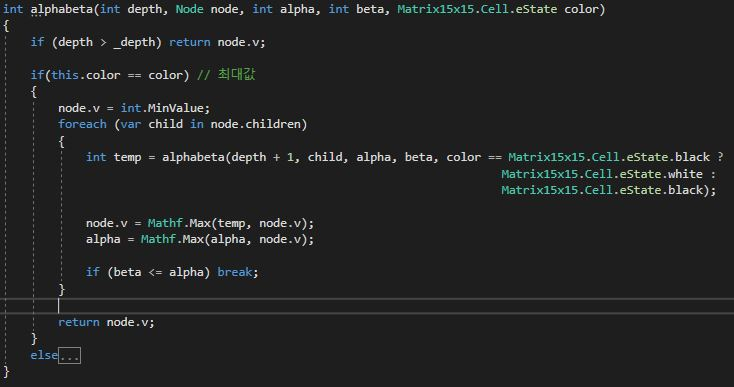 int alphabeta(int depth, Node node, int alpha, int beta, Matrix15x15.Cell.eState color)
{
if (depth > _depth) return node.v;
if(this.color == color) // 최대값
{
node.v = int.MinValue;
foreach (var child in node.children)
{
int temp = alphabeta(depth + 1, child, alpha, beta, color == Matrix15x15.Cell.eState.black ?
Matrix15x15.Cell.eState.white :
Matrix15x15.Cell.eState.black);
node.v = Mathf.Max(temp, node.v);
alpha = Mathf.Max(alpha, node.v);
if (beta <= alpha) break;
}
return node.v;
}
else...
}